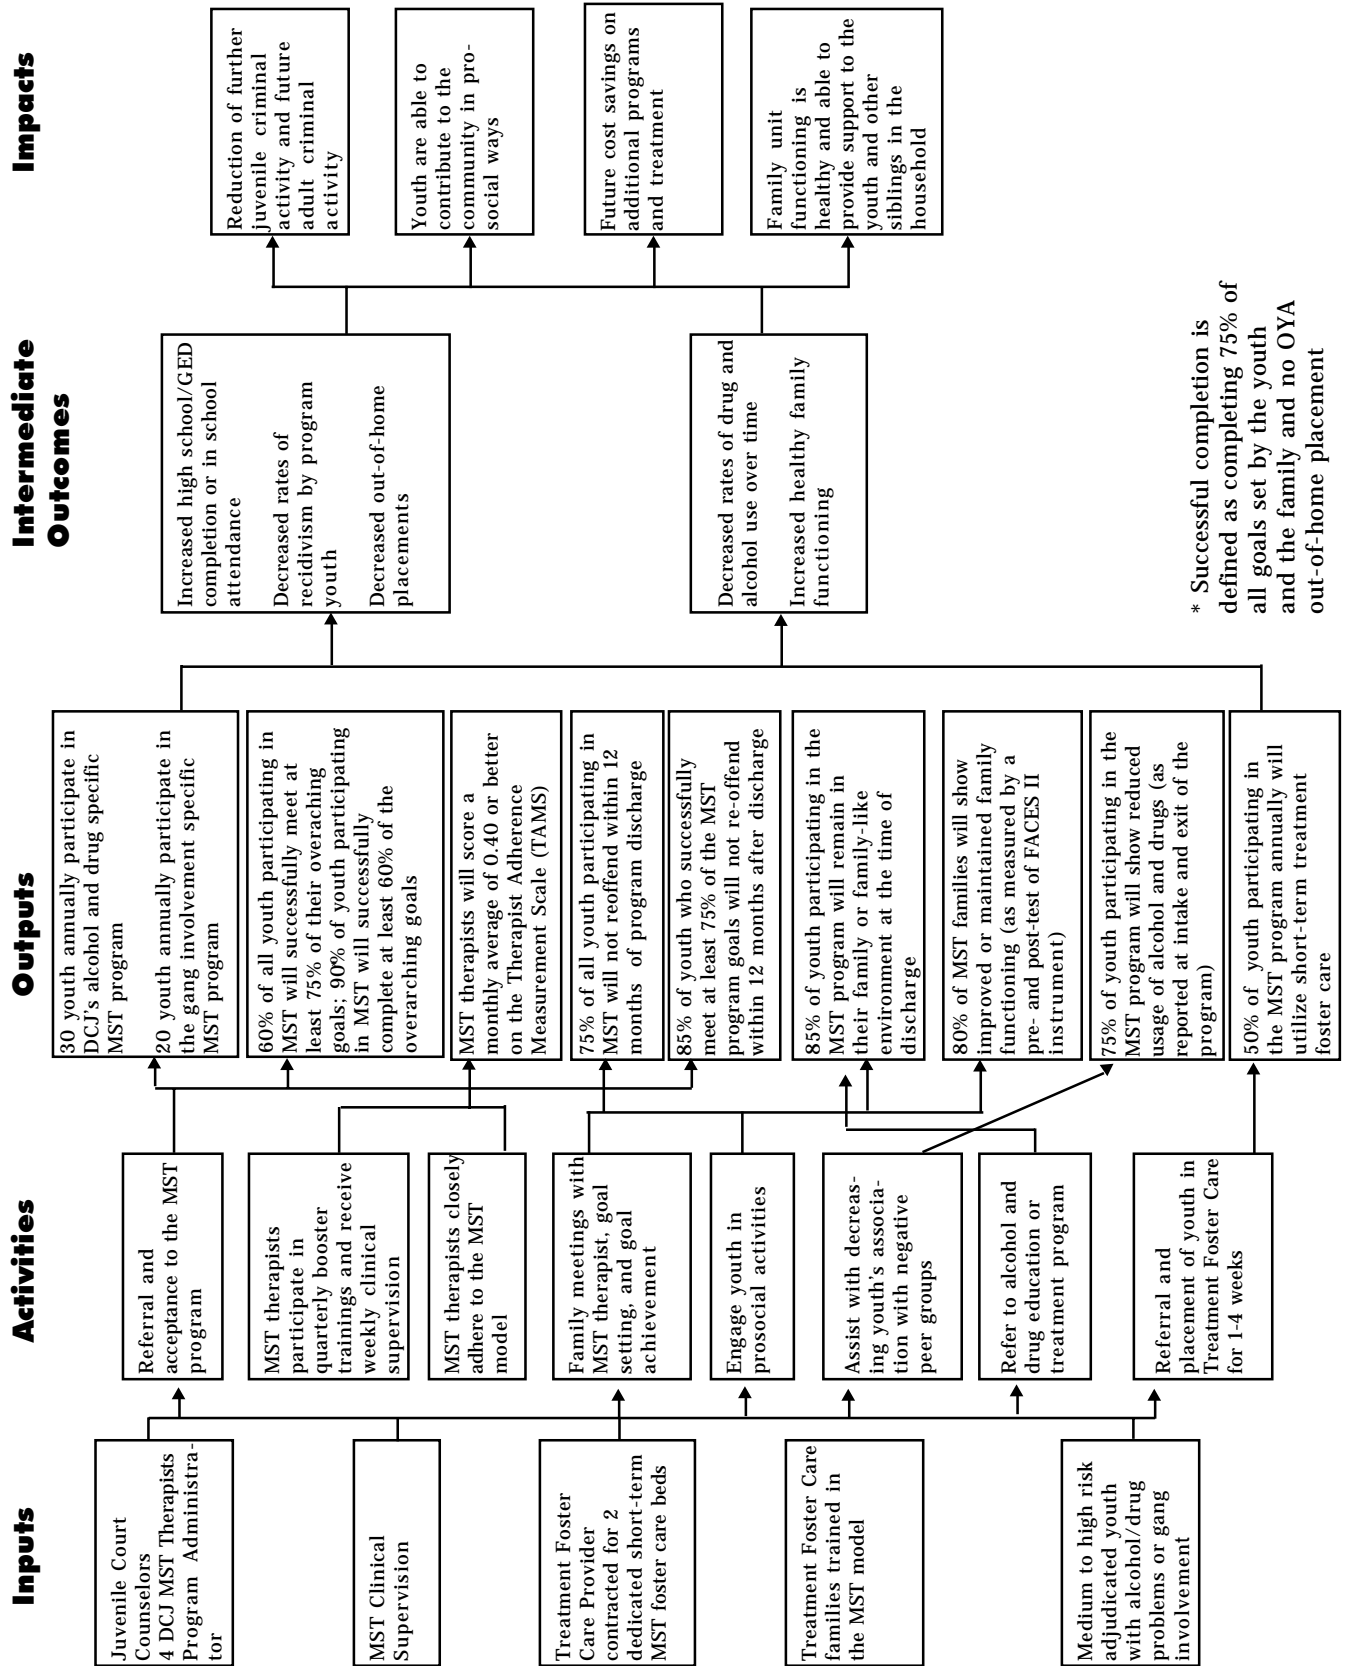 Inputs
Juvenile Court
Counselors
4 DCJ MST Therapists
Program Administra-
tor
MST Clinical
Supervision
Treatment Foster
Care Provider
contracted for 2
dedicated short-term
MST foster care beds
Treatment Foster Care
families trained in
the MST model
Medium to high risk
adjudicated youth
with alcohol/drug
problems or gang
involvement
Activities
Referral and
acceptance to the MST
program
MST therapists
participate in
quarterly booster
trainings and receive
weekly clinical
supervision
MST therapists closely
adhere to the MST
model
Family meetings with
MST therapist, goal
setting, and goal
achievement
Engage youth in
prosocial activities
Assist with decreas-
ing youth's associa-
tion with negative
peer groups
Refer to alcohol and
drug education or
treatment program
Referral and
placement of youth in
Treatment Foster Care
for 1-4 weeks
Outputs
30 youth annually participate in
DCJ's alcohol and drug specific
MST program
20 youth annually participate in
the gang involvement specific
MST program
60% of all youth participating in
MST will successfully meet at
least 75% of their overaching
goals; 90% of youth participating
in MST will successfully
complete at least 60% of the
overarching goals
MST therapists will score a
monthly average of 0.40 or better
on the Therapist Adherence
Measurement Scale (TAMS)
75% of all youth participating in
MST will not reoffend within 12
months of program discharge
85% of youth who successfully
meet at least 75% of the MST
program goals will not re-offend
within 12 months after discharge
85% of youth participating in the
MST program will remain in
their family or family-like
environment at the time of
discharge
80% of MST families will show
improved or maintained family
functioning (as measured by a
pre- and post-test of FACES II
instrument)
75% of youth participating in the
MST program will show reduced
usage of alcohol and drugs (as
reported at intake and exit of the
program)
50% of youth participating in
the MST program annually will
utilize short-term treatment
foster care
Intermediate
Outcomes
Increased high school/GED
completion or in school
attendance
Decreased rates of
recidivism by program
youth
Decreased out-of-home
placements
Decreased rates of drug and
alcohol use over time
Increased healthy family
functioning
* Successful completion is
defined as completing 75% of
all goals set by the youth
and the family and no OYA
out-of-home placement
Impacts
Reduction of further
juvenile criminal
activity and future
adult criminal
activity
Youth are able to
contribute to the
community in pro-
social ways
Future cost savings on
additional programs
and treatment
Family unit
functioning is
healthy and able to
provide support to the
youth and other
siblings in the
household